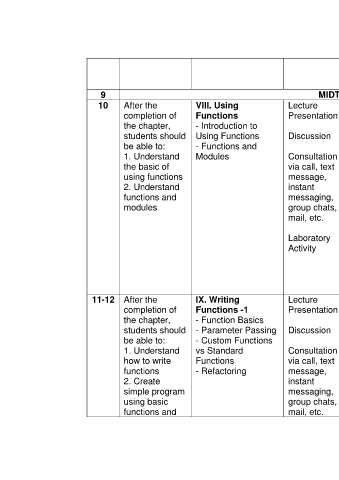 9
MIDT
10
After the
completion of
the chapter,
students should
be able to:
1. Understand
the basic of
using functions
2. Understand
functions and
modules
VIII. Using
Functions
- Introduction to
Using Functions
- Functions and
Modules
Lecture
Presentation
Discussion
Consultation
via call, text
message,
instant
messaging,
group chats,
mail, etc.
Laboratory
Activity
11-12
After the
completion of
the chapter,
students should
be able to:
1. Understand
how to write
functions
2. Create
simple program
using basic
functions and
IX. Writing
Functions -1
- Function Basics
- Parameter Passing
- Custom Functions
vs Standard
Functions
- Refactoring
Lecture
Presentation
Discussion
Consultation
via call, text
message,
instant
messaging,
group chats,
mail, etc.